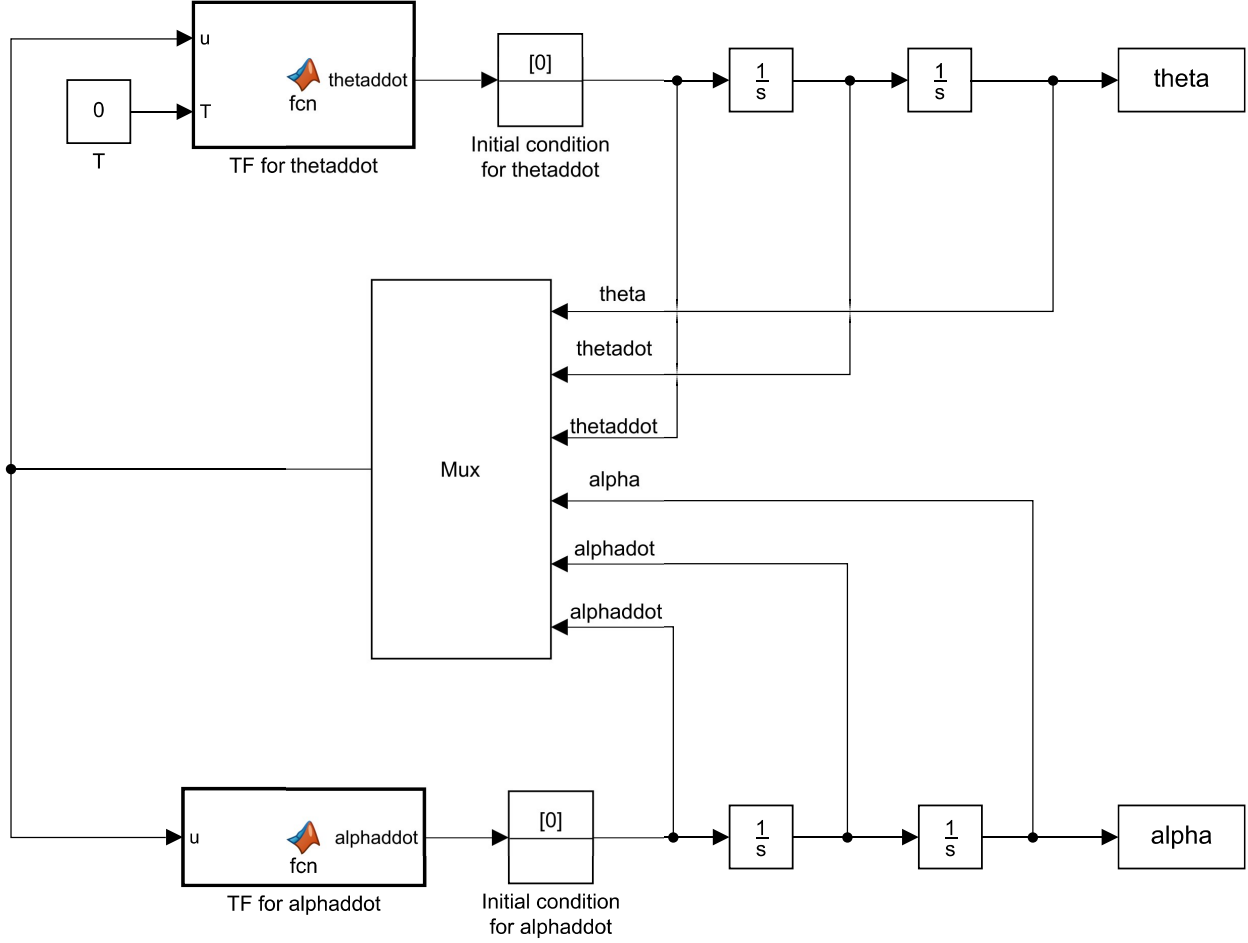 u
T
fcn
thetaddot
TF for thetaddot
0
T
[0]
Initial condition
for thetaddot
1
s
1
s
theta
theta
thetadot
thetaddot
alpha
alphadot
alphaddot
Mux
u
fcn
alphaddot
TF for alphaddot
[0]
Initial condition
for alphaddot
1
s
1
s
alpha